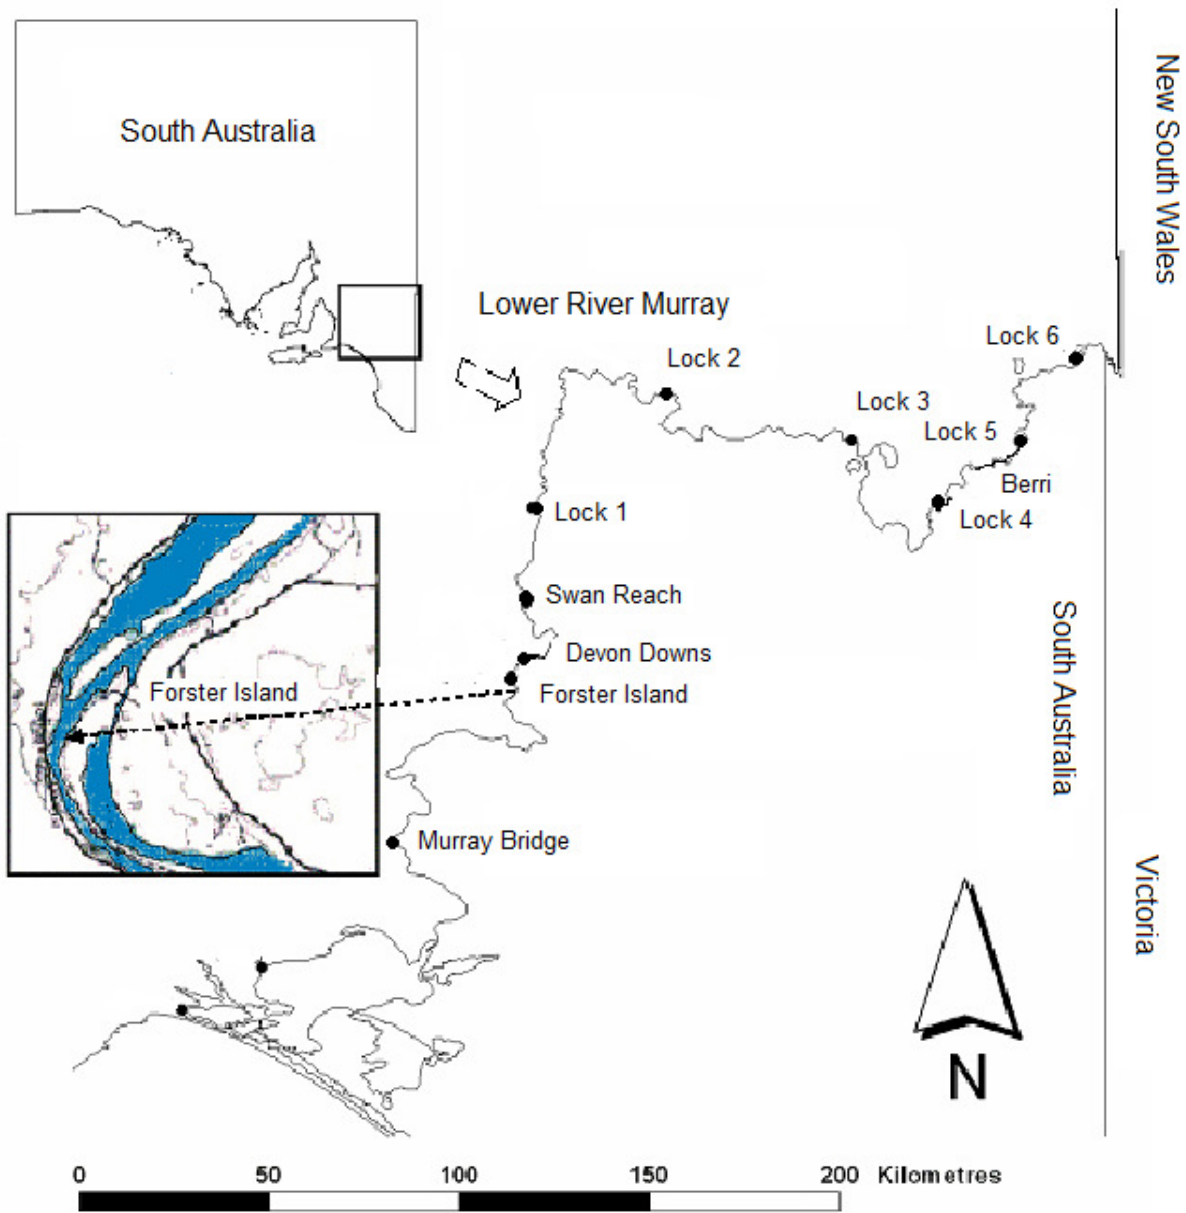 South Australia
New South Wales
Lower River Murray
Lock 6
Lock 2
Lock 3
Lock 5
Berri
Lock 1
Lock 4
Swan Reach
South Australia
Devon Downs
Forster Island
Forster Island
Murray Bridge
Victoria
N
0 50 100 150 200 Kilometres